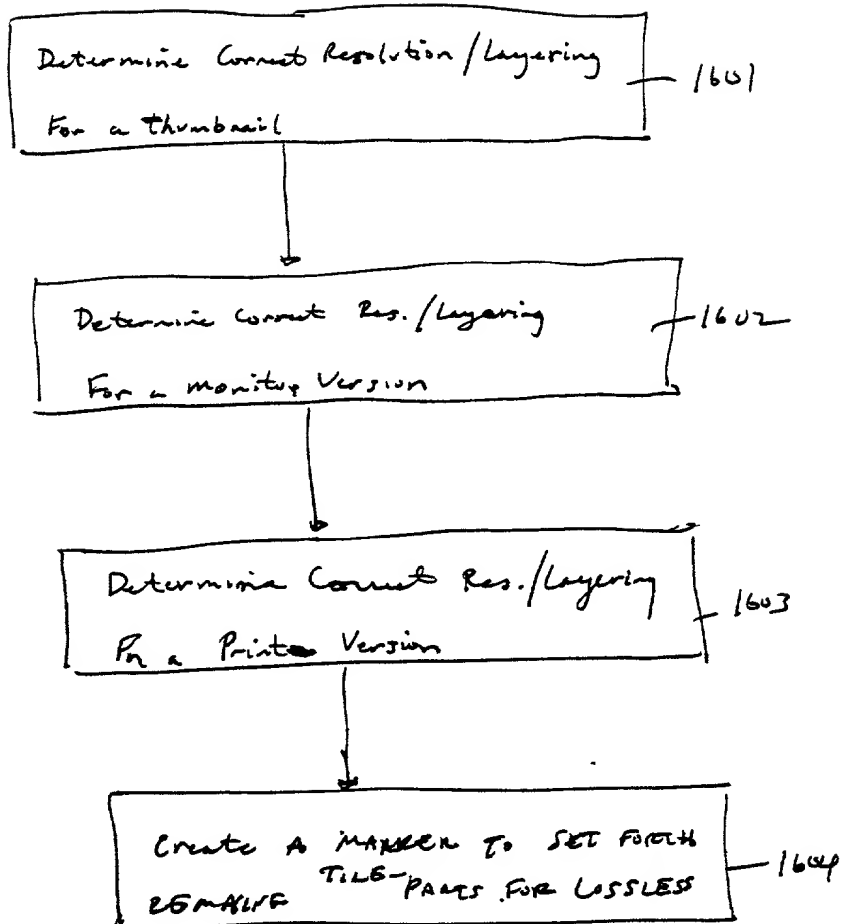 Determine Correct Resolution/Layering
For a thumbnail
1601
Determine Correct Res./Layering
For a Monitor Version
1602
Determine Correct Res./Layering
For a Print Version
1603
Create A MARKER To SET FORTH
TILE-
REMAINING PARTS FOR LOSSLESS
1604